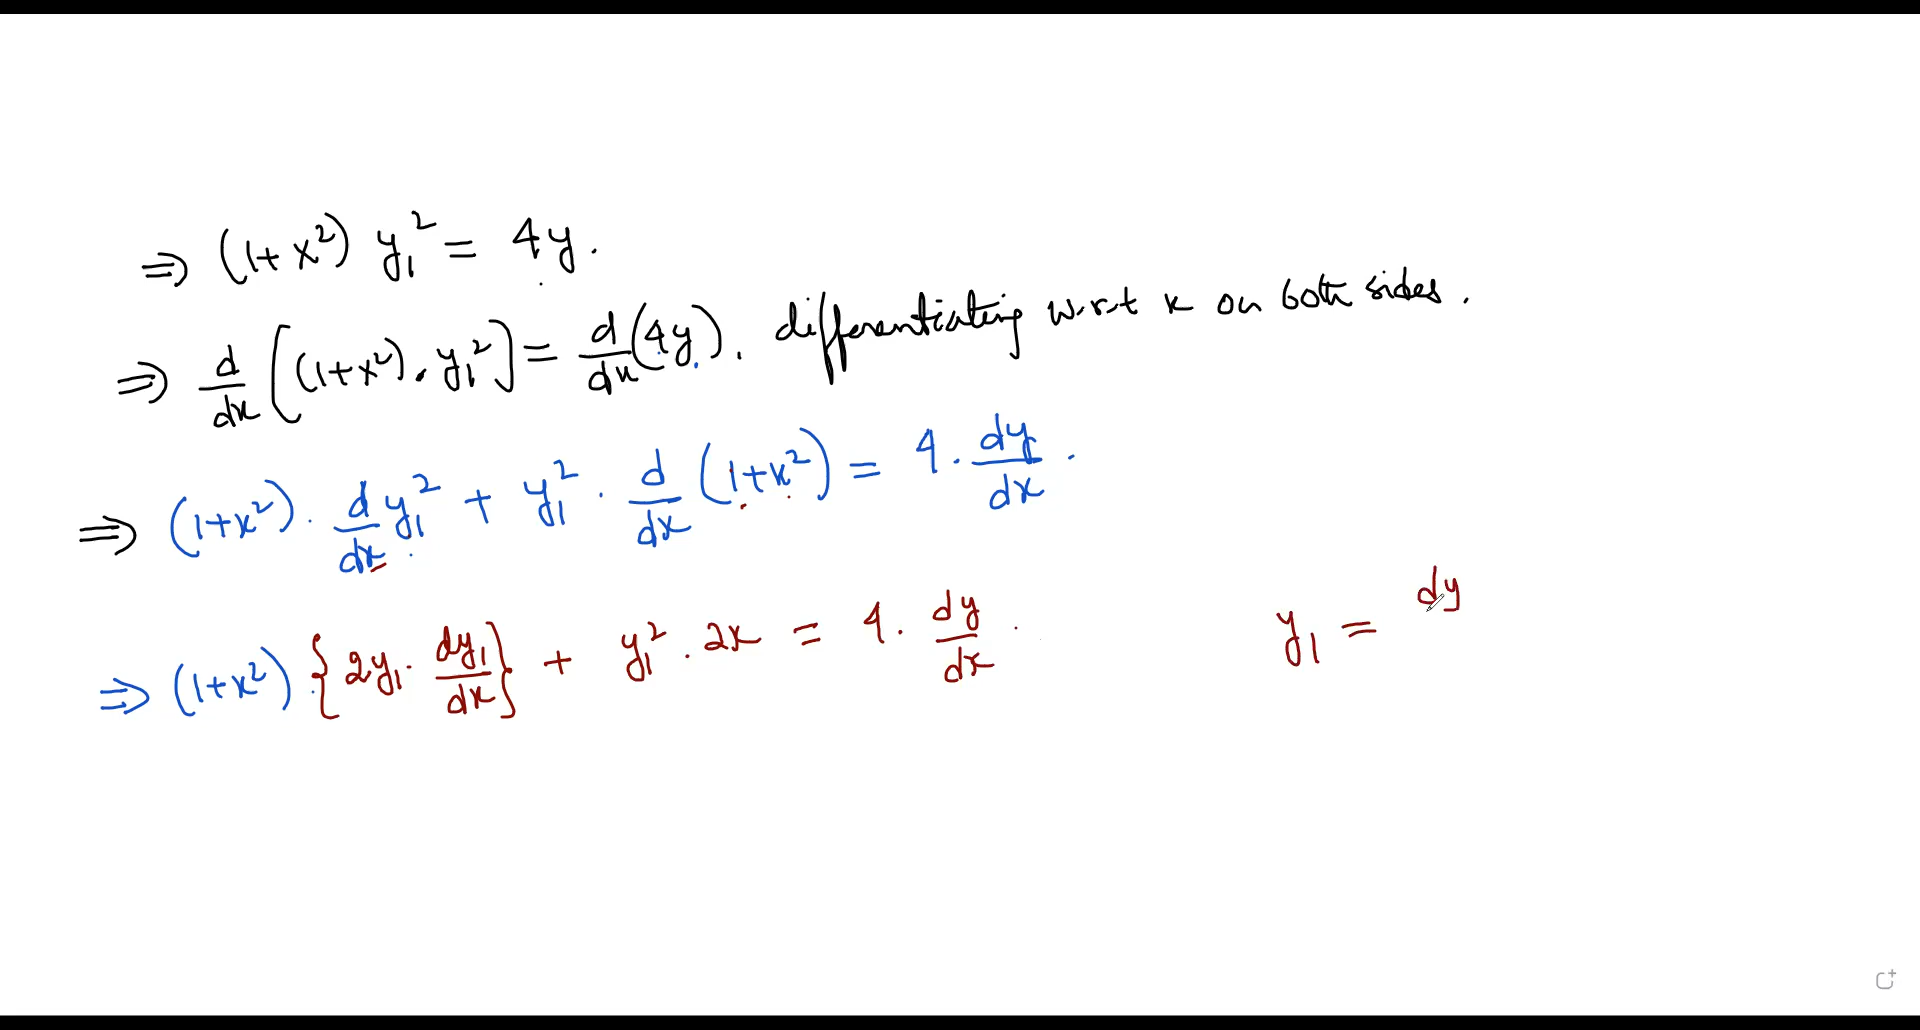 ⇒ (1+x²) y₁² = 4y.
⇒ d/dx [(1+x²) . y₁²] = d/dx (4y). differentiating w.r.t x on both sides.
⇒ (1+x²) . d/dx y₁² + y₁² . d/dx (1+x²) = 4 . dy/dx .
⇒ (1+x²) {2y₁ . dy₁/dx} + y₁² . 2x = 4 . dy/dx .
y₁ = dy